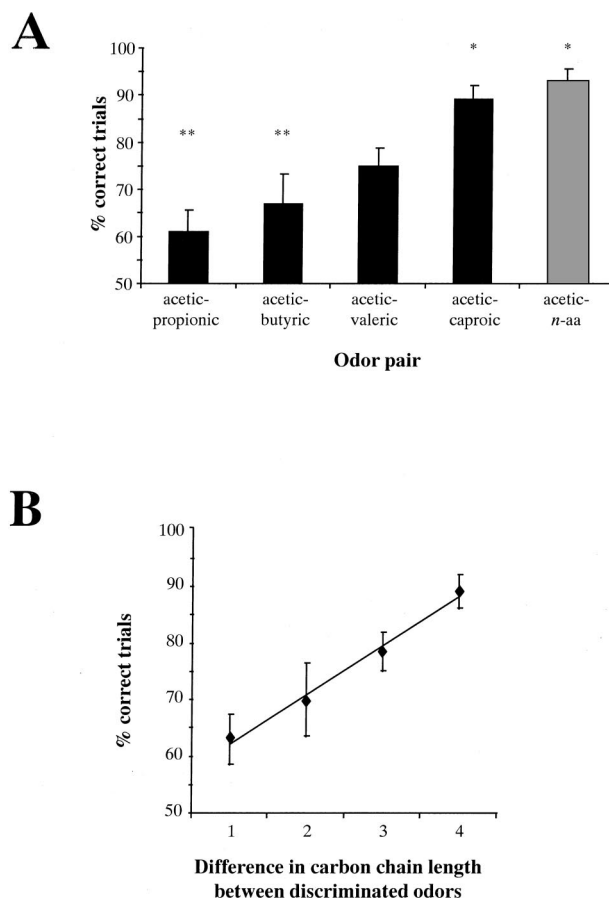 A
% correct trials
100
90
80
70
60
50
** ** * *
acetic- acetic- acetic- acetic- acetic-
propionic butyric valeric caproic n-aa
Odor pair
B
% correct trials
100
90
80
70
60
50
1 2 3 4
Difference in carbon chain length
between discriminated odors